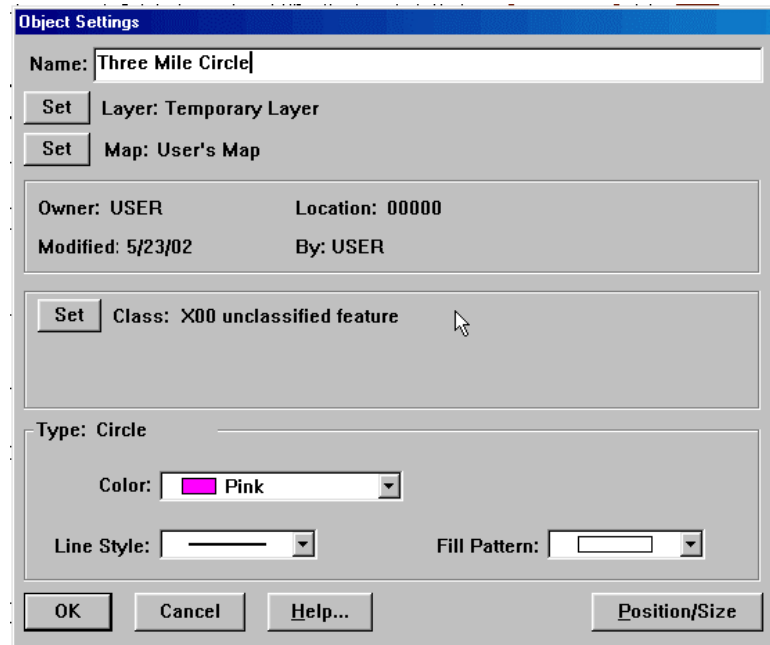 Object Settings
Name: Three Mile Circle
Set Layer: Temporary Layer
Set Map: User's Map
Owner: USER Location: 00000
Modified: 5/23/02 By: USER
Set Class: X00 unclassified feature
Type: Circle
Color: Pink
Line Style: Fill Pattern:
OK Cancel Help... Position/Size